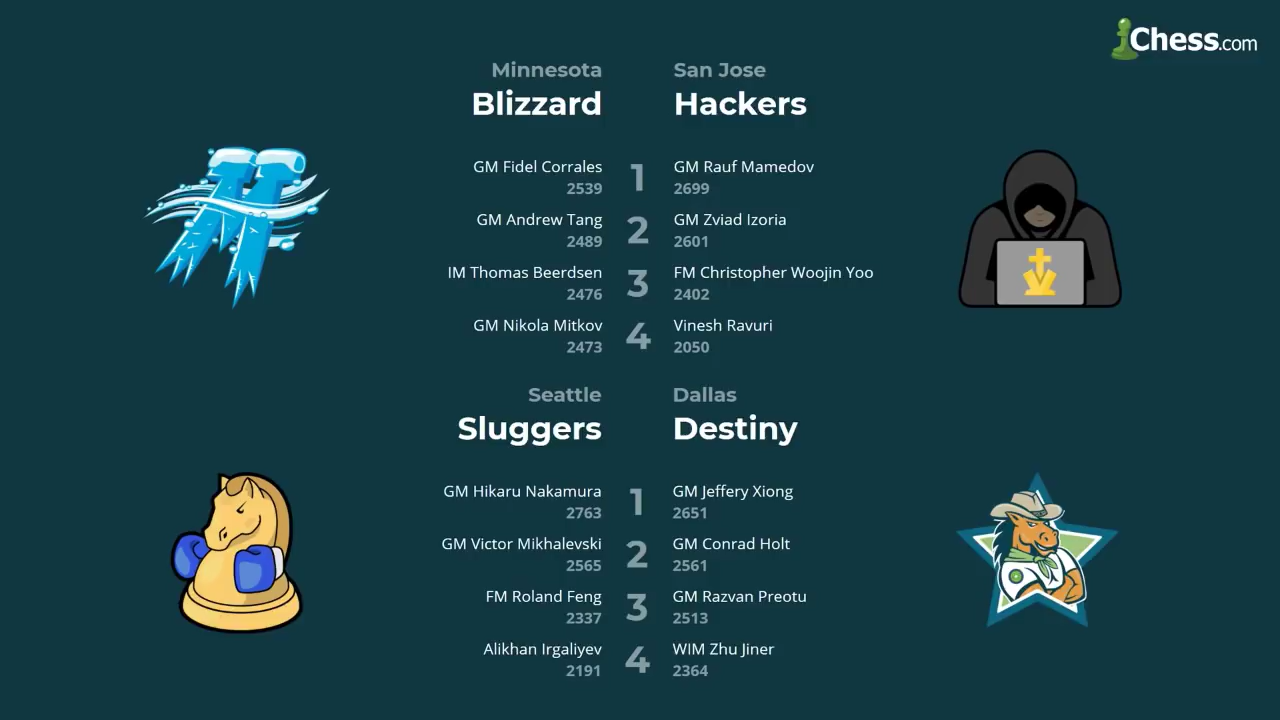 Chess.com
Minnesota
Blizzard
San Jose
Hackers
GM Fidel Corrales
2539
1
GM Rauf Mamedov
2699
GM Andrew Tang
2489
2
GM Zviad Izoria
2601
IM Thomas Beerdsen
2476
3
FM Christopher Woojin Yoo
2402
GM Nikola Mitkov
2473
4
Vinesh Ravuri
2050
Seattle
Sluggers
Dallas
Destiny
GM Hikaru Nakamura
2763
1
GM Jeffery Xiong
2651
GM Victor Mikhalevski
2565
2
GM Conrad Holt
2561
FM Roland Feng
2337
3
GM Razvan Preotu
2513
Alikhan Irgaliyev
2191
4
WIM Zhu Jiner
2364